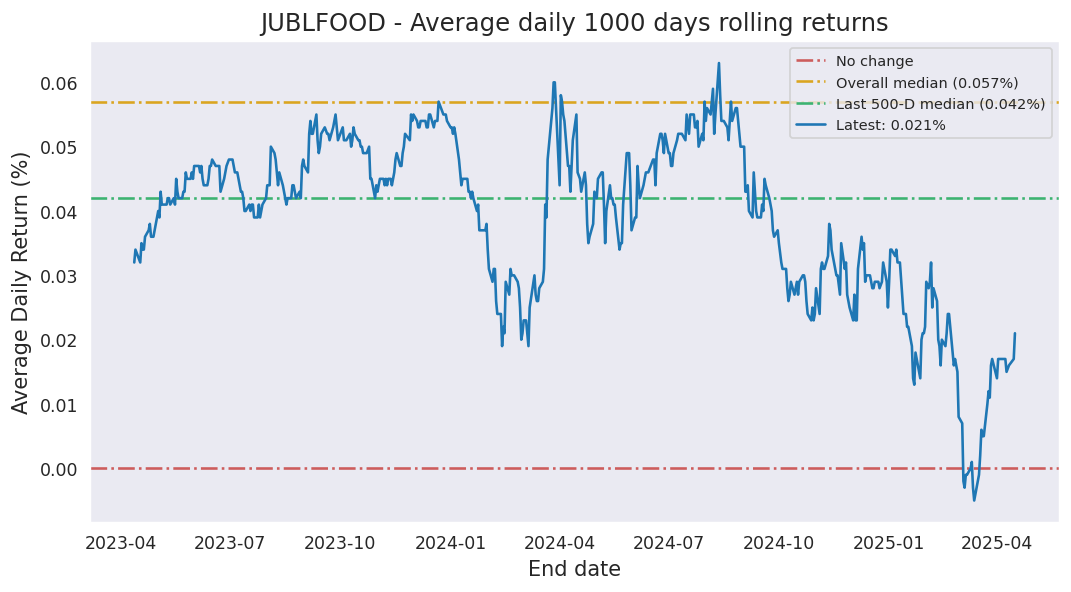 JUBLFOOD - Average daily 1000 days rolling returns
No change
Overall median (0.057%)
Last 500-D median (0.042%)
Latest: 0.021%
Average Daily Return (%)
0.06
0.05
0.04
0.03
0.02
0.01
0.00
2023-04 2023-07 2023-10 2024-01 2024-04 2024-07 2024-10 2025-01 2025-04
End date